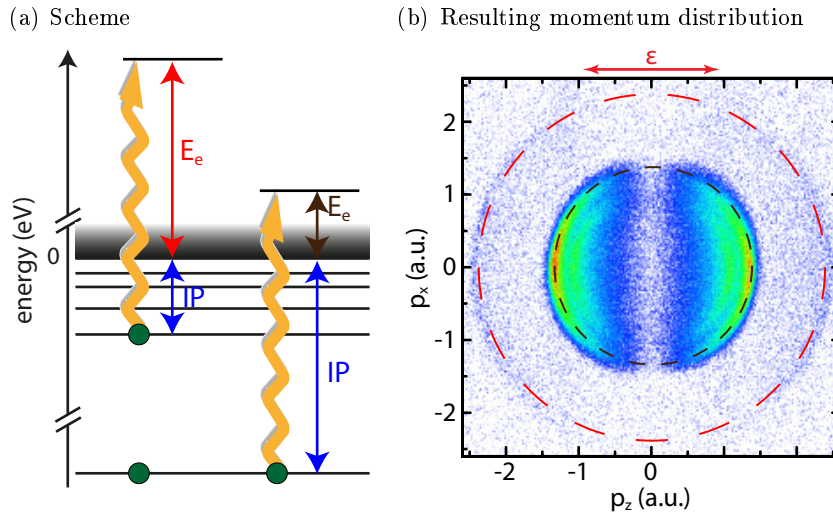 (a) Scheme
(b) Resulting momentum distribution
energy (eV)
0
E_e
IP
E_e
IP
ε
p_x (a.u.)
2
1
0
-1
-2
-2 -1 0 1 2
p_z (a.u.)